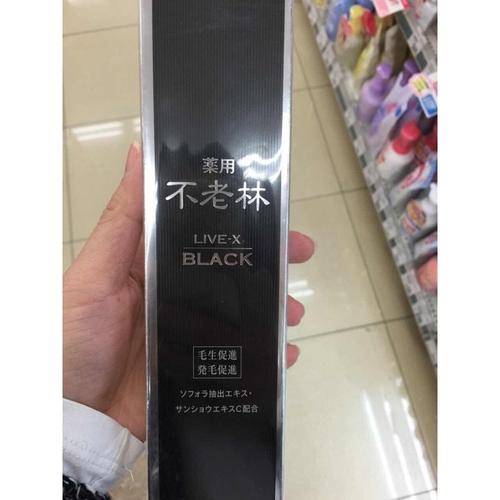 薬用
不老林
LIVE-X
BLACK
毛生促進
発毛促進
ソフォラ抽出エキス・
サンショウエキスC配合